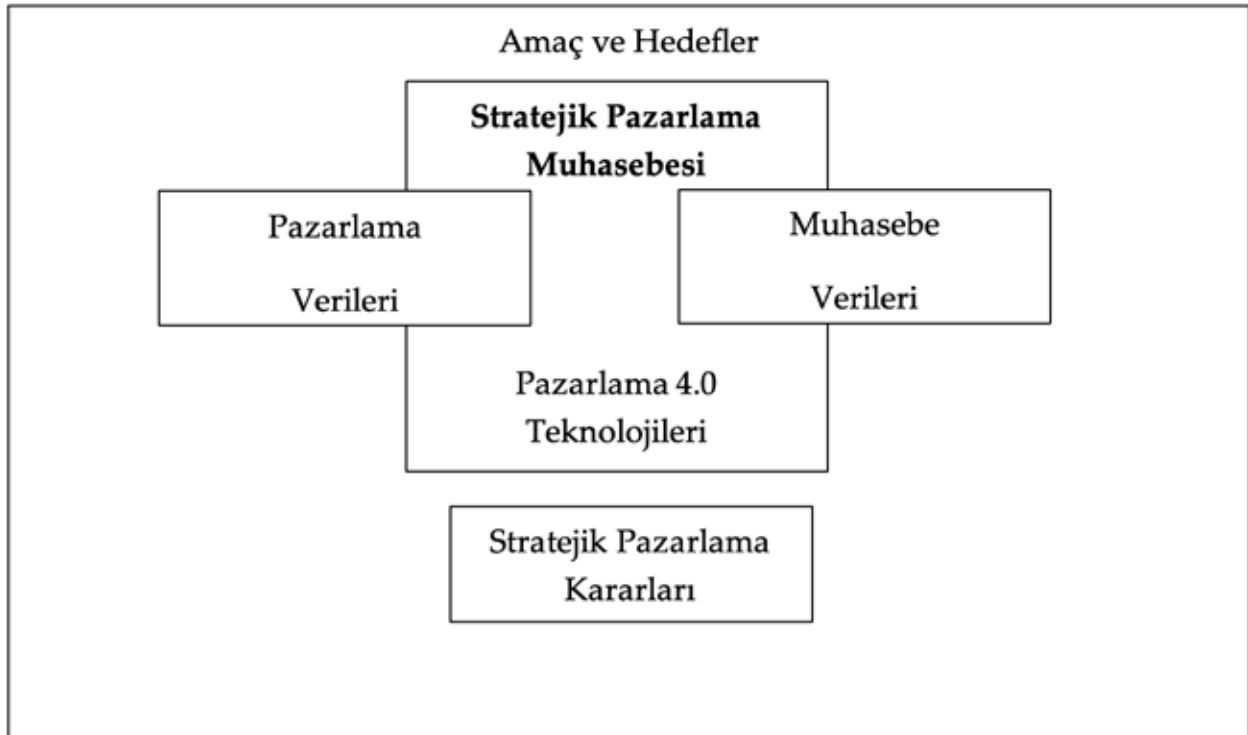 Amaç ve Hedefler
Stratejik Pazarlama
Muhasebesi
Pazarlama
Verileri
Muhasebe
Verileri
Pazarlama 4.0
Teknolojileri
Stratejik Pazarlama
Kararları